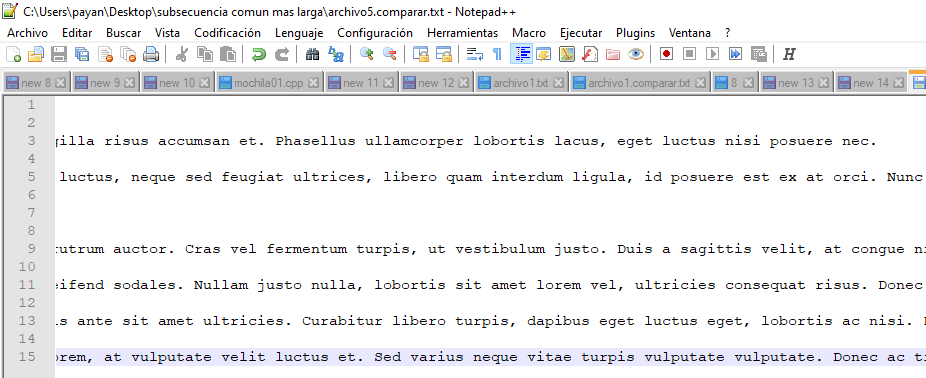 C:\Users\payan\Desktop\subsecuencia comun mas larga\archivo5.comparar.txt - Notepad++
Archivo Editar Buscar Vista Codificación Lenguaje Configuración Herramientas Macro Ejecutar Plugins Ventana ?
new 8 new 9 new 10 mochila01.cpp new 11 new 12 archivo1.txt archivo1.comparar.txt 8 new 13 new 14
1
2
3 gilla risus accumsan et. Phasellus ullamcorper lobortis lacus, eget luctus nisi posuere nec.
4
5 luctus, neque sed feugiat ultrices, libero quam interdum ligula, id posuere est ex at orci. Nunc
6
7
8
9 rutrum auctor. Cras vel fermentum turpis, ut vestibulum justo. Duis a sagittis velit, at congue ni
10
11 eifend sodales. Nullam justo nulla, lobortis sit amet lorem vel, ultricies consequat risus. Donec
12
13 is ante sit amet ultricies. Curabitur libero turpis, dapibus eget luctus eget, lobortis ac nisi.
14
15 orem, at vulputate velit luctus et. Sed varius neque vitae turpis vulputate vulputate. Donec ac ti